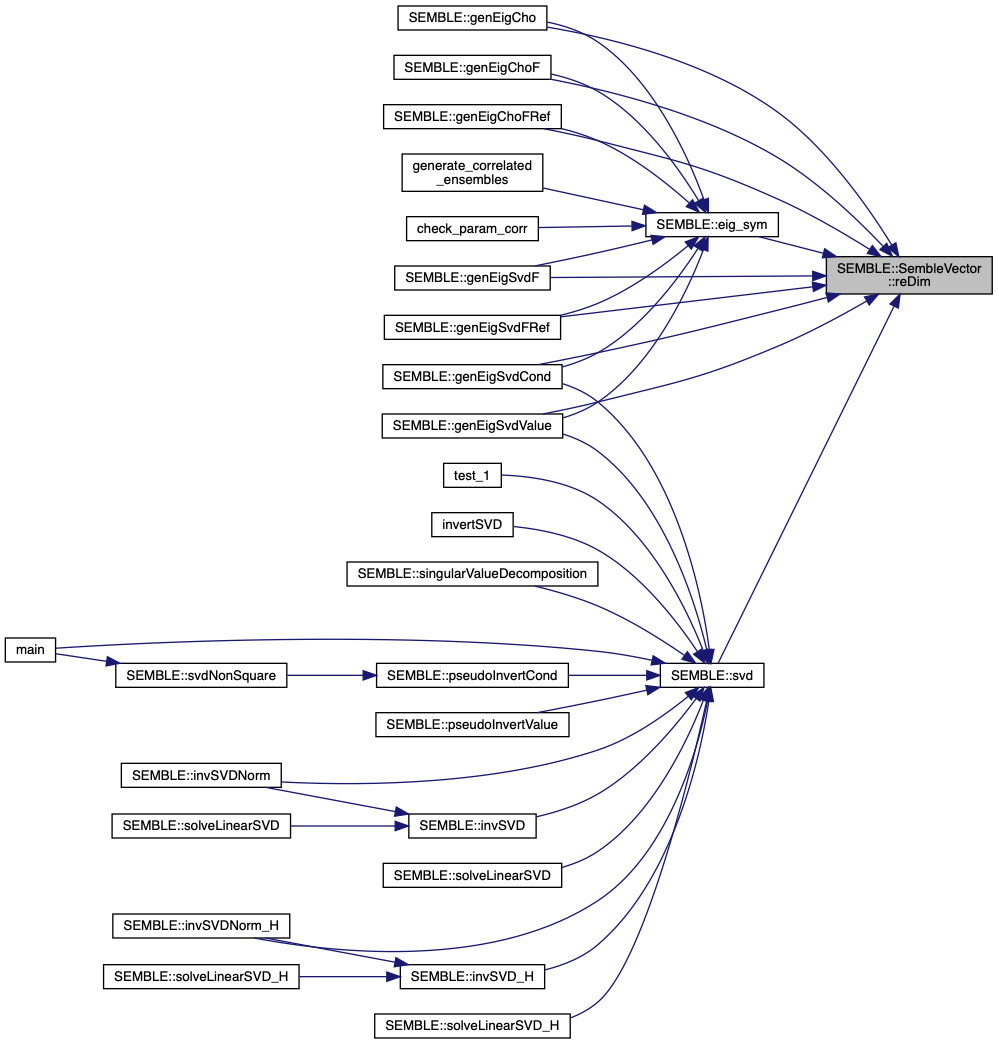 SEMBLE::genEigCho
SEMBLE::genEigChoF
SEMBLE::genEigChoFRef
generate_correlated
_ensembles
SEMBLE::eig_sym
check_param_corr
SEMBLE::SembleVector
::reDim
SEMBLE::genEigSvdF
SEMBLE::genEigSvdFRef
SEMBLE::genEigSvdCond
SEMBLE::genEigSvdValue
test_1
invertSVD
SEMBLE::singularValueDecomposition
main
SEMBLE::svdNonSquare
SEMBLE::pseudoInvertCond
SEMBLE::svd
SEMBLE::pseudoInvertValue
SEMBLE::invSVDNorm
SEMBLE::solveLinearSVD
SEMBLE::invSVD
SEMBLE::solveLinearSVD
SEMBLE::invSVDNorm_H
SEMBLE::solveLinearSVD_H
SEMBLE::invSVD_H
SEMBLE::solveLinearSVD_H